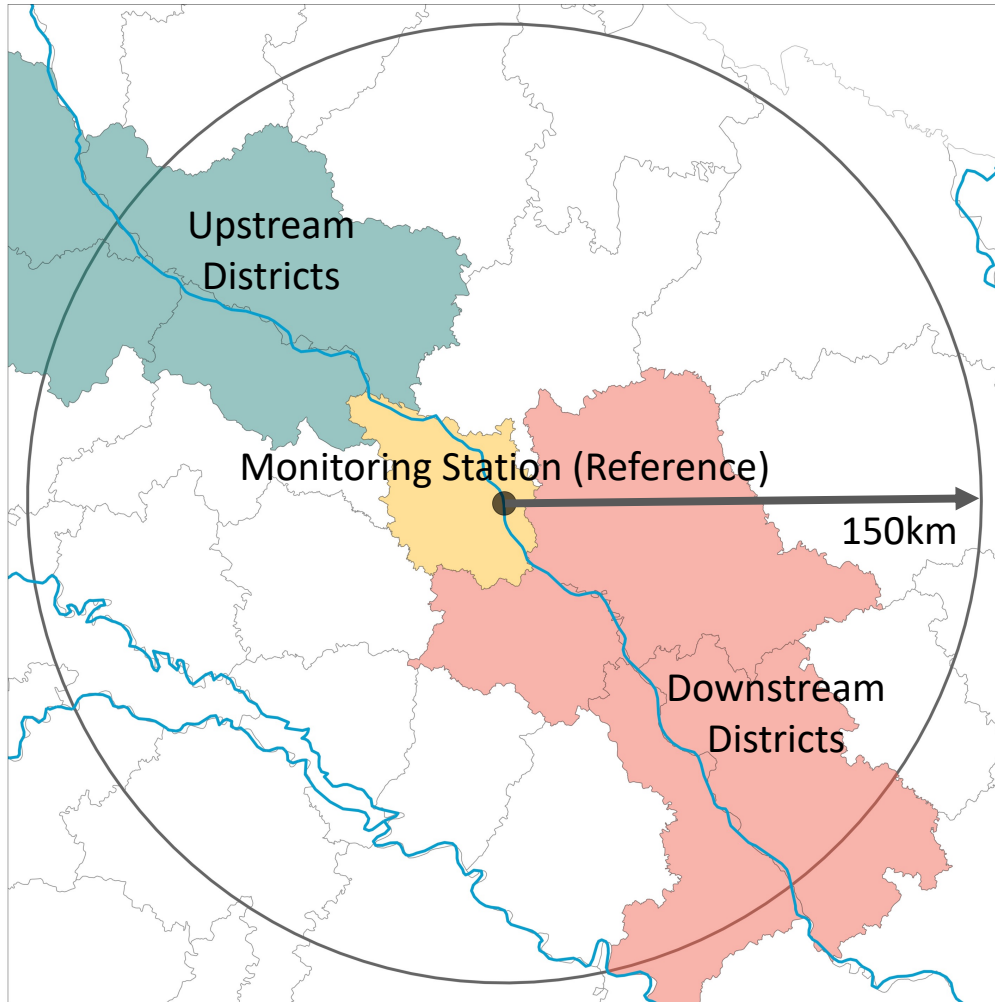 Upstream
Districts
Monitoring Station (Reference)
150km
Downstream
Districts